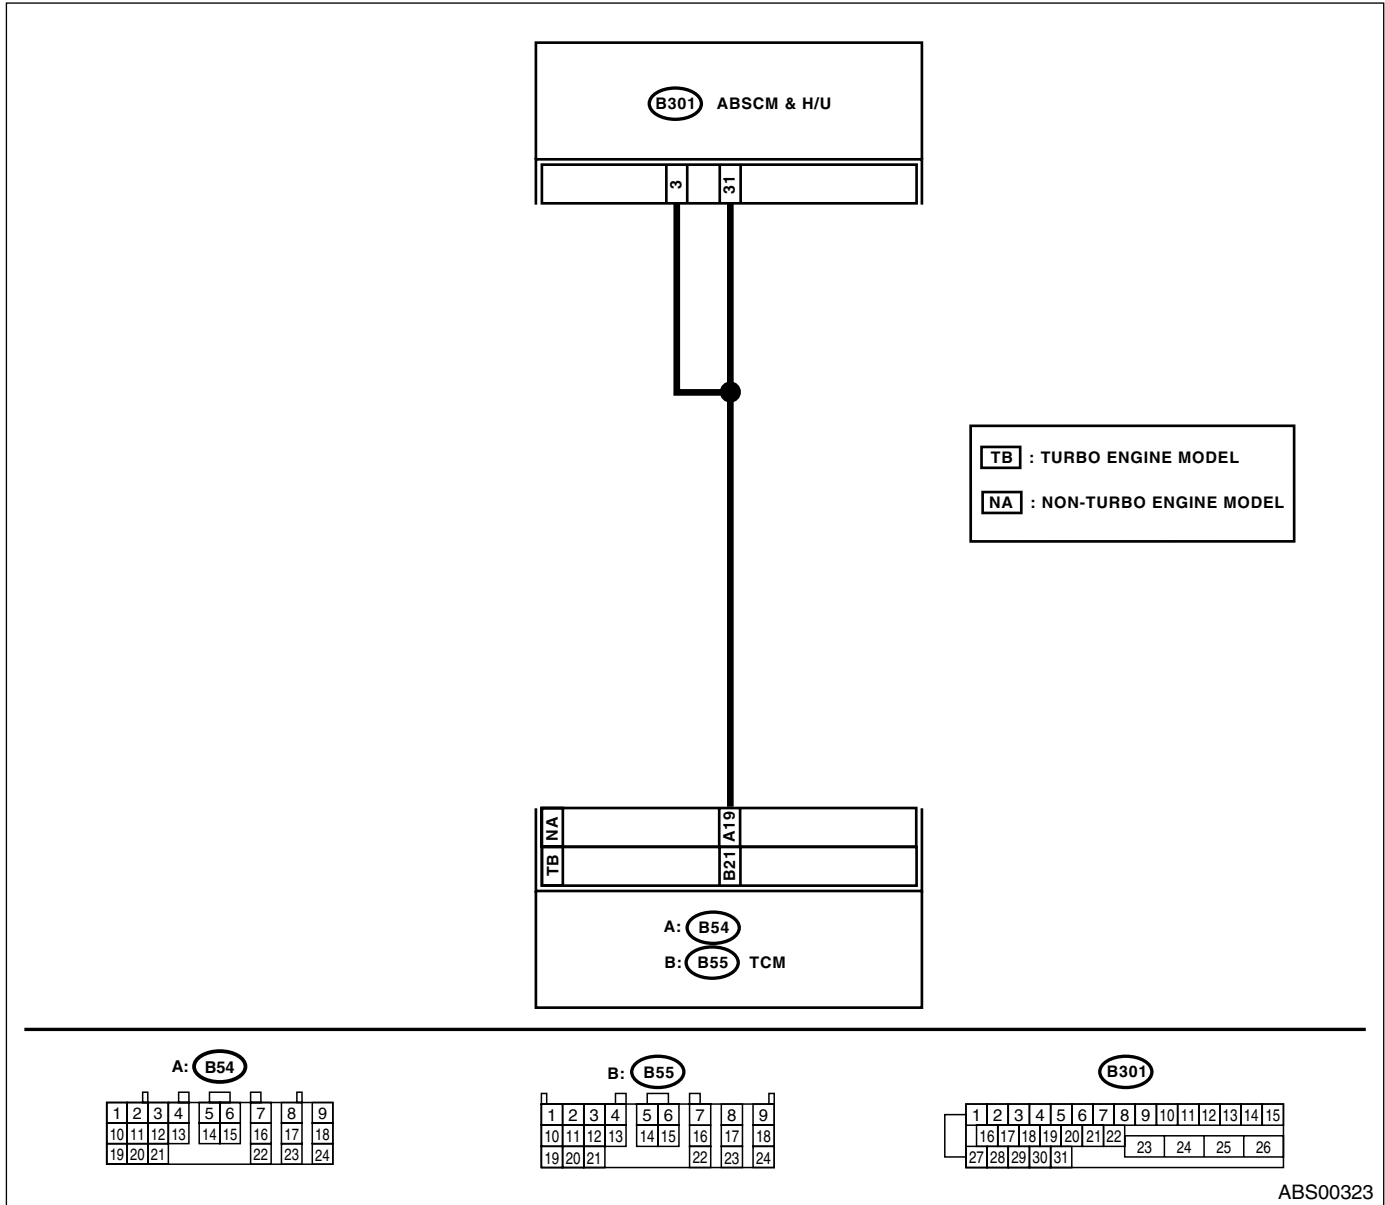 B301 ABSCM & H/U
3 31
TB : TURBO ENGINE MODEL
NA : NON-TURBO ENGINE MODEL
NA A19
TB B21
A: B54
B: B55 TCM
A: B54
1 2 3 4 5 6 7 8 9
10 11 12 13 14 15 16 17 18
19 20 21 22 23 24
B: B55
1 2 3 4 5 6 7 8 9
10 11 12 13 14 15 16 17 18
19 20 21 22 23 24
B301
1 2 3 4 5 6 7 8 9 10 11 12 13 14 15
16 17 18 19 20 21 22
23 24 25 26
27 28 29 30 31
ABS00323